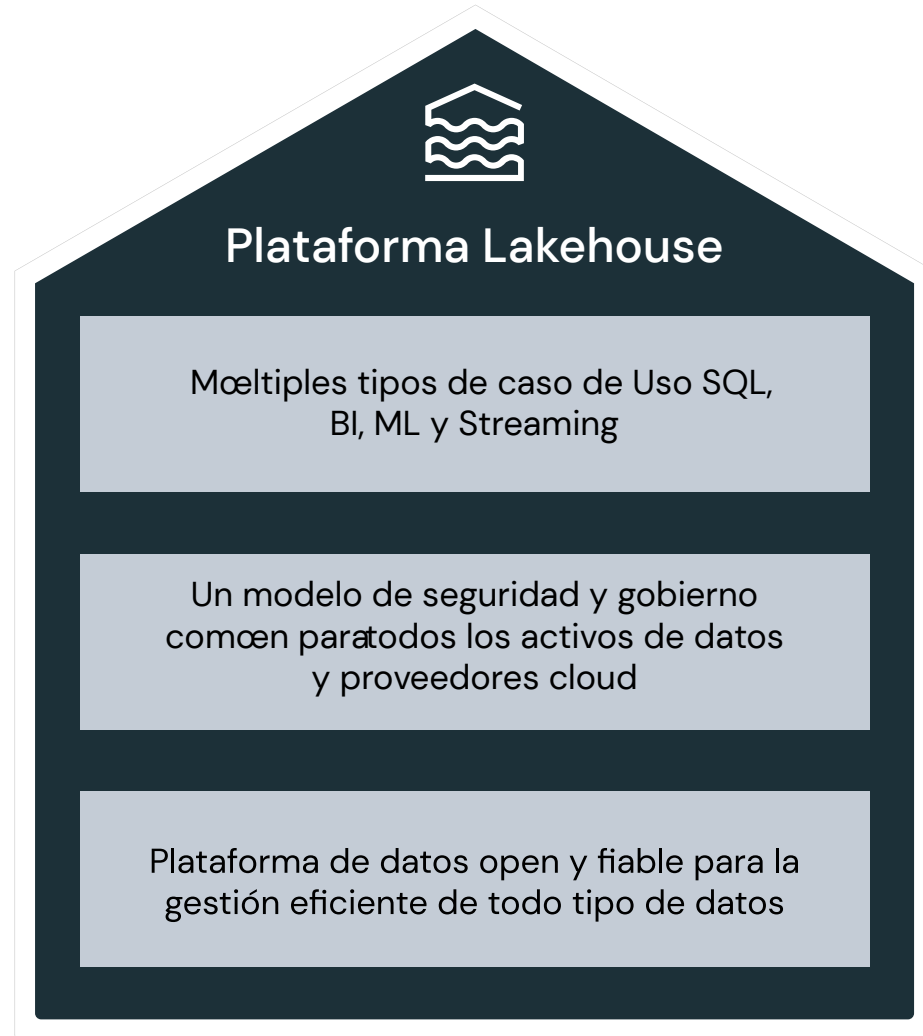 Plataforma Lakehouse
Mœltiples tipos de caso de Uso SQL,
BI, ML y Streaming
Un modelo de seguridad y gobierno
comœn paratodos los activos de datos
y proveedores cloud
Plataforma de datos open y fiable para la
gestión eficiente de todo tipo de datos